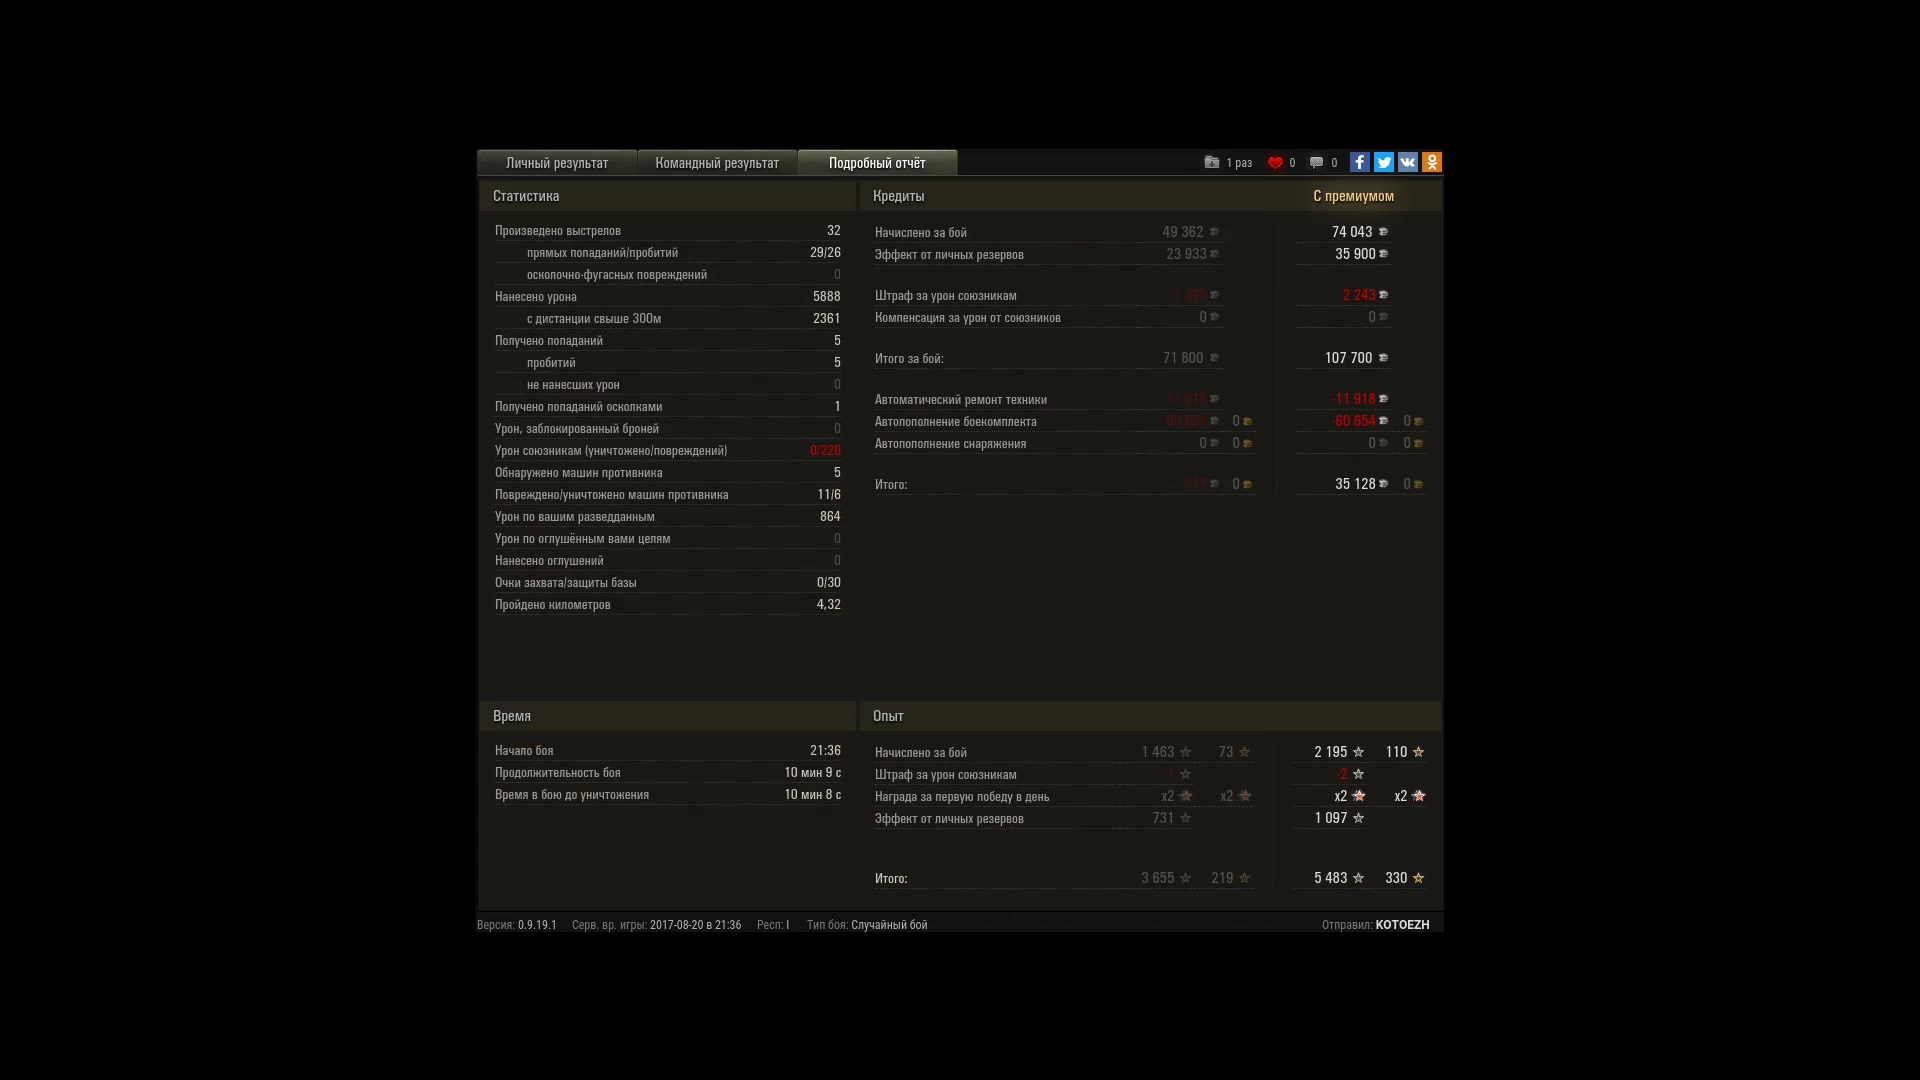 Личный результат Командный результат Подробный отчёт 1 раз 0 0
Статистика
Произведено выстрелов 32
прямых попаданий/пробитий 29/26
осколочно-фугасных повреждений 0
Нанесено урона 5888
с дистанции свыше 300м 2361
Получено попаданий 5
пробитий 5
не нанесших урон 0
Получено попаданий осколками 1
Урон, заблокированный броней 0
Урон союзникам (уничтожено/повреждений) 0/220
Обнаружено машин противника 5
Повреждено/уничтожено машин противника 11/6
Урон по вашим разведданным 864
Урон по оглушённым вами целям 0
Нанесено оглушений 0
Очки захвата/защиты базы 0/30
Пройдено километров 4,32
Кредиты С премиумом
Начислено за бой 49 362 74 043
Эффект от личных резервов 23 933 35 900
Штраф за урон союзникам 2 243
Компенсация за урон от союзников 0 0
Итого за бой: 71 800 107 700
Автоматический ремонт техники -11 918
Автопополнение боекомплекта 0 -60 654 0
Автопополнение снаряжения 0 0 0 0
Итого: 0 35 128 0
Время
Начало боя 21:36
Продолжительность боя 10 мин 9 с
Время в бою до уничтожения 10 мин 8 с
Опыт
Начислено за бой 1 463 73 2 195 110
Штраф за урон союзникам -2
Награда за первую победу в день x2 x2 x2 x2
Эффект от личных резервов 731 1 097
Итого: 3 655 219 5 483 330
Версия: 0.9.19.1 Серв. вр. игры: 2017-08-20 в 21:36 Респ: I Тип боя: Случайный бой Отправил: KOTOEZH